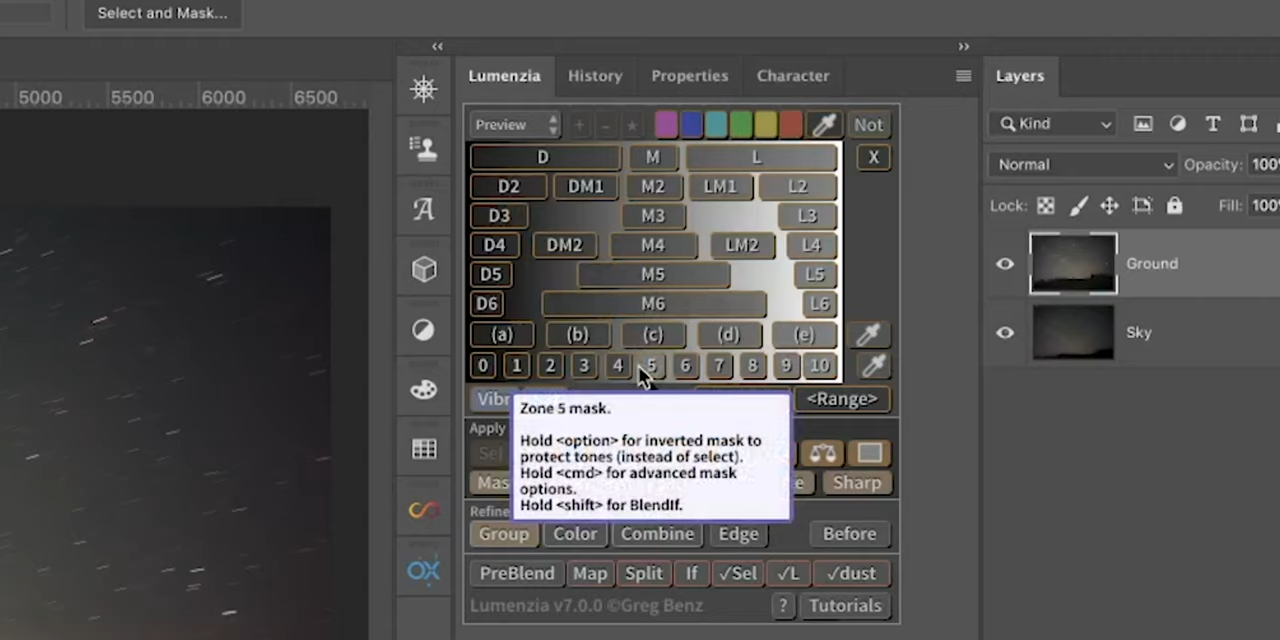 Select and Mask...
5000 5500 6000 6500
Lumenzia History Properties Character
Layers
Preview + - Not
Kind
D M L X
Normal Opacity: 100
D2 DM1 M2 LM1 L2
D3 M3 L3
Lock: Fill: 100
D4 DM2 M4 LM2 L4
D5 M5 L5
Ground
D6 M6 L6
(a) (b) (c) (d) (e)
Sky
0 1 2 3 4 5 6 7 8 9 10
<Range>
Zone 5 mask.
Apply
Hold <option> for inverted mask to
protect tones (instead of select).
Hold <cmd> for advanced mask
options.
Hold <shift> for BlendIf.
Sharp
Group Color Combine Edge Before
PreBlend Map Split If ✓Sel ✓L ✓dust
Lumenzia v7.0.0 ©Greg Benz ? Tutorials